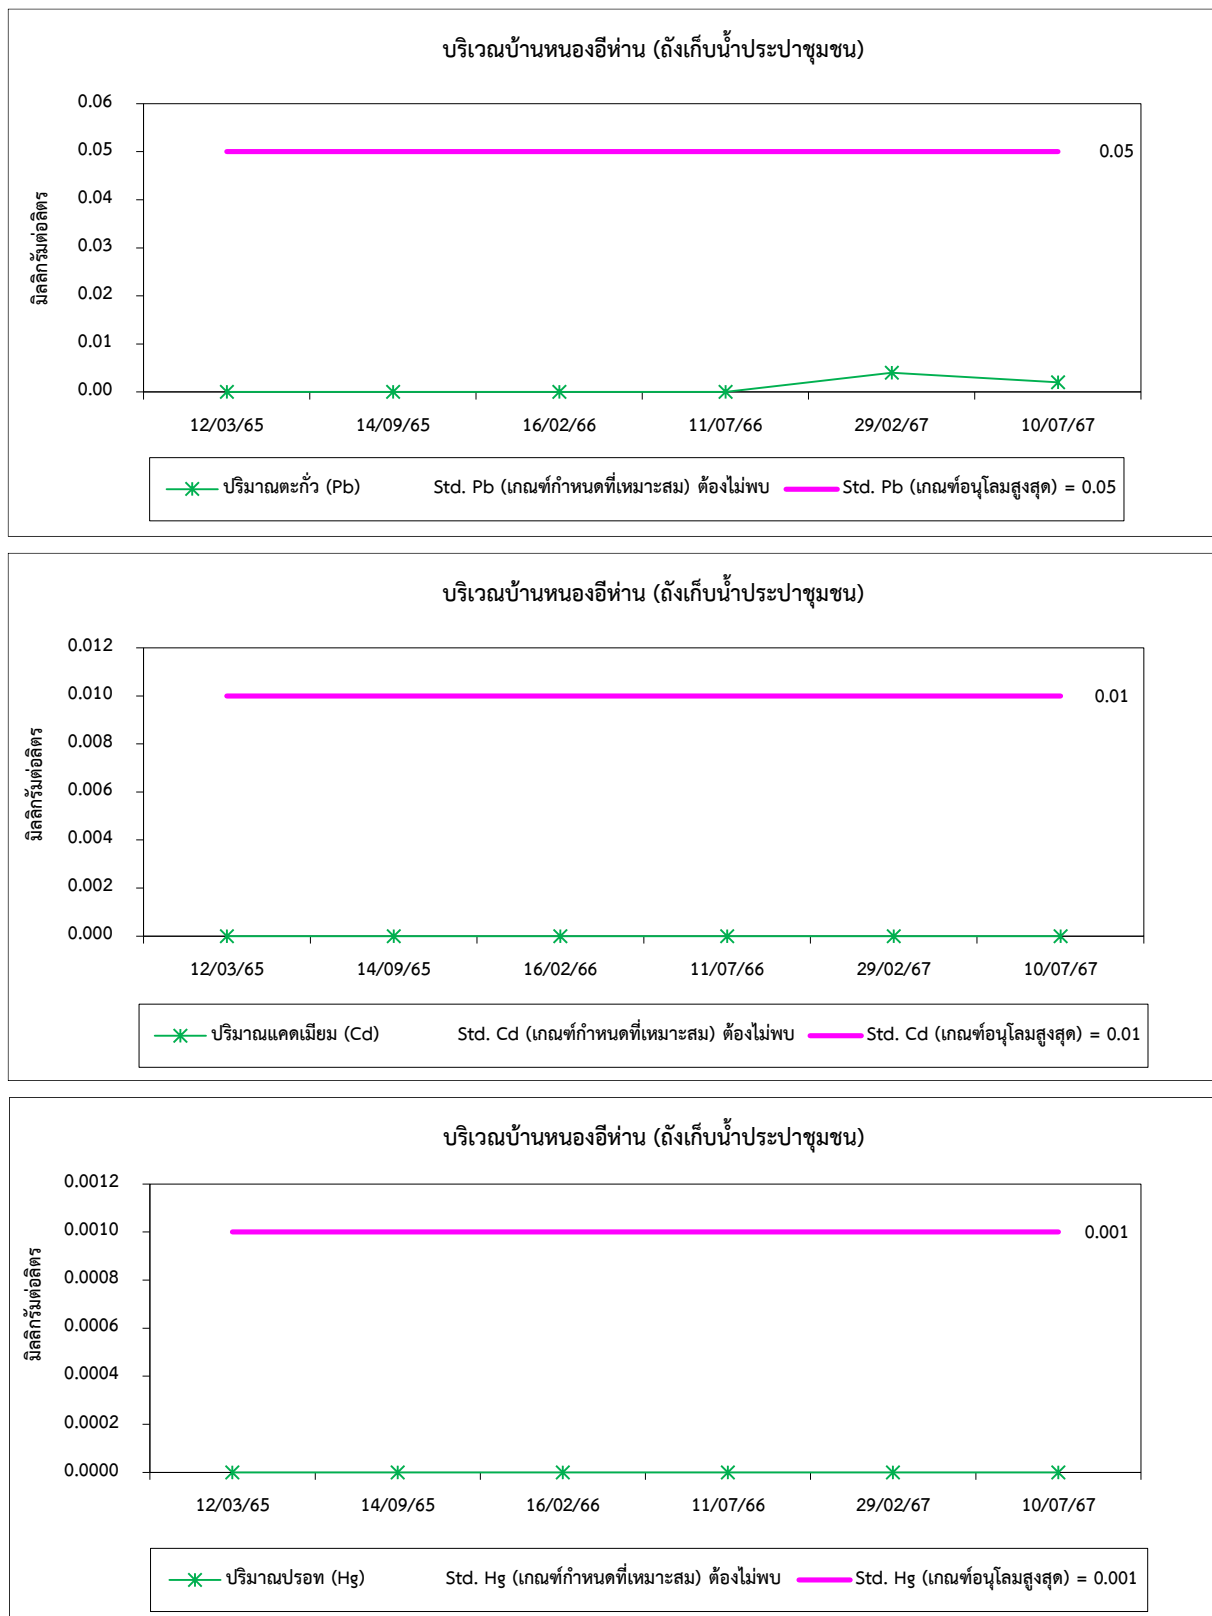 บริเวณบ้านหนองอีห่าน (ถังเก็บน้ำประปาชุมชน)
0.06
0.05
0.05
0.04
0.03
0.02
0.01
0.00
มิลลิกรัมต่อลิตร
12/03/65 14/09/65 16/02/66 11/07/66 29/02/67 10/07/67
ปริมาณตะกั่ว (Pb) Std. Pb (เกณฑ์กำหนดที่เหมาะสม) ต้องไม่พบ Std. Pb (เกณฑ์อนุโลมสูงสุด) = 0.05
บริเวณบ้านหนองอีห่าน (ถังเก็บน้ำประปาชุมชน)
0.012
0.010
0.01
0.008
0.006
0.004
0.002
0.000
มิลลิกรัมต่อลิตร
12/03/65 14/09/65 16/02/66 11/07/66 29/02/67 10/07/67
ปริมาณแคดเมียม (Cd) Std. Cd (เกณฑ์กำหนดที่เหมาะสม) ต้องไม่พบ Std. Cd (เกณฑ์อนุโลมสูงสุด) = 0.01
บริเวณบ้านหนองอีห่าน (ถังเก็บน้ำประปาชุมชน)
0.0012
0.0010
0.001
0.0008
0.0006
0.0004
0.0002
0.0000
มิลลิกรัมต่อลิตร
12/03/65 14/09/65 16/02/66 11/07/66 29/02/67 10/07/67
ปริมาณปรอท (Hg) Std. Hg (เกณฑ์กำหนดที่เหมาะสม) ต้องไม่พบ Std. Hg (เกณฑ์อนุโลมสูงสุด) = 0.001